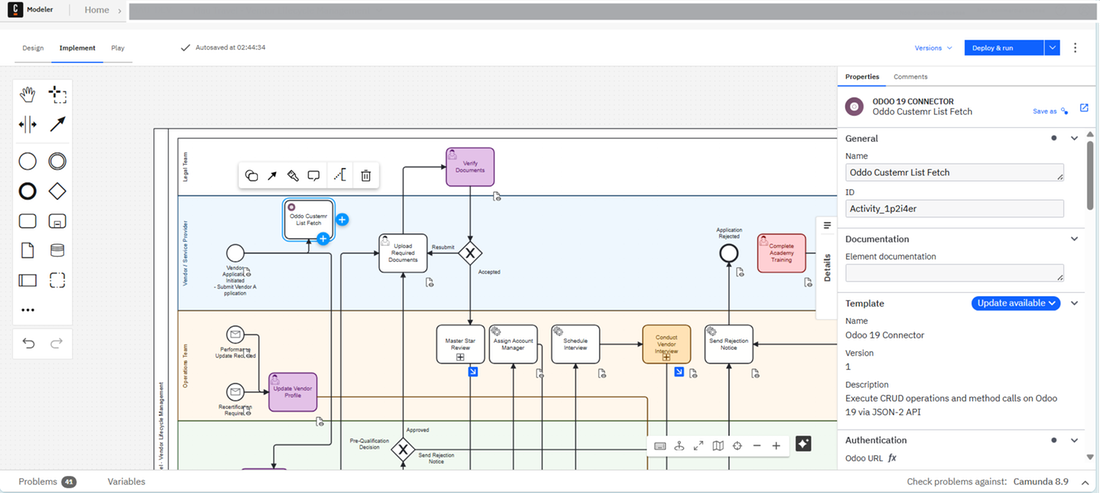 Modeler
Home
Design
Implement
Play
Autosaved at 02:44:34
Versions
Deploy & run
Properties
Comments
ODOO 19 CONNECTOR
Oddo Custemr List Fetch
Save as
General
Name
Oddo Custemr List Fetch
ID
Activity_1p2i4er
Documentation
Element documentation
Template
Update available
Name
Odoo 19 Connector
Version
1
Description
Execute CRUD operations and method calls on Odoo
19 via JSON-2 API
Authentication
Odoo URL fx
Details
Legal Team
Verify
Documents
Vendor / Service Provider
Oddo Custemr
List Fetch
Vendor
Applicati
Initiated
- Submit Vendor A
pplication
Upload
Required
Documents
Resubmit
Accepted
Application
Rejected
Complete
Academy
Training
Operations Team
Update Required
Recertification
Update Vendor
Profile
Master Star
Review
Assign Account
Manager
Schedule
Interview
Conduct
Vendor
Interview
Send Rejection
Notice
Vendor Lifecycle Management
Pre-Qualification
Decision
Approved
Send Rejection
Notice
Problems 41
Variables
Check problems against: Camunda 8.9